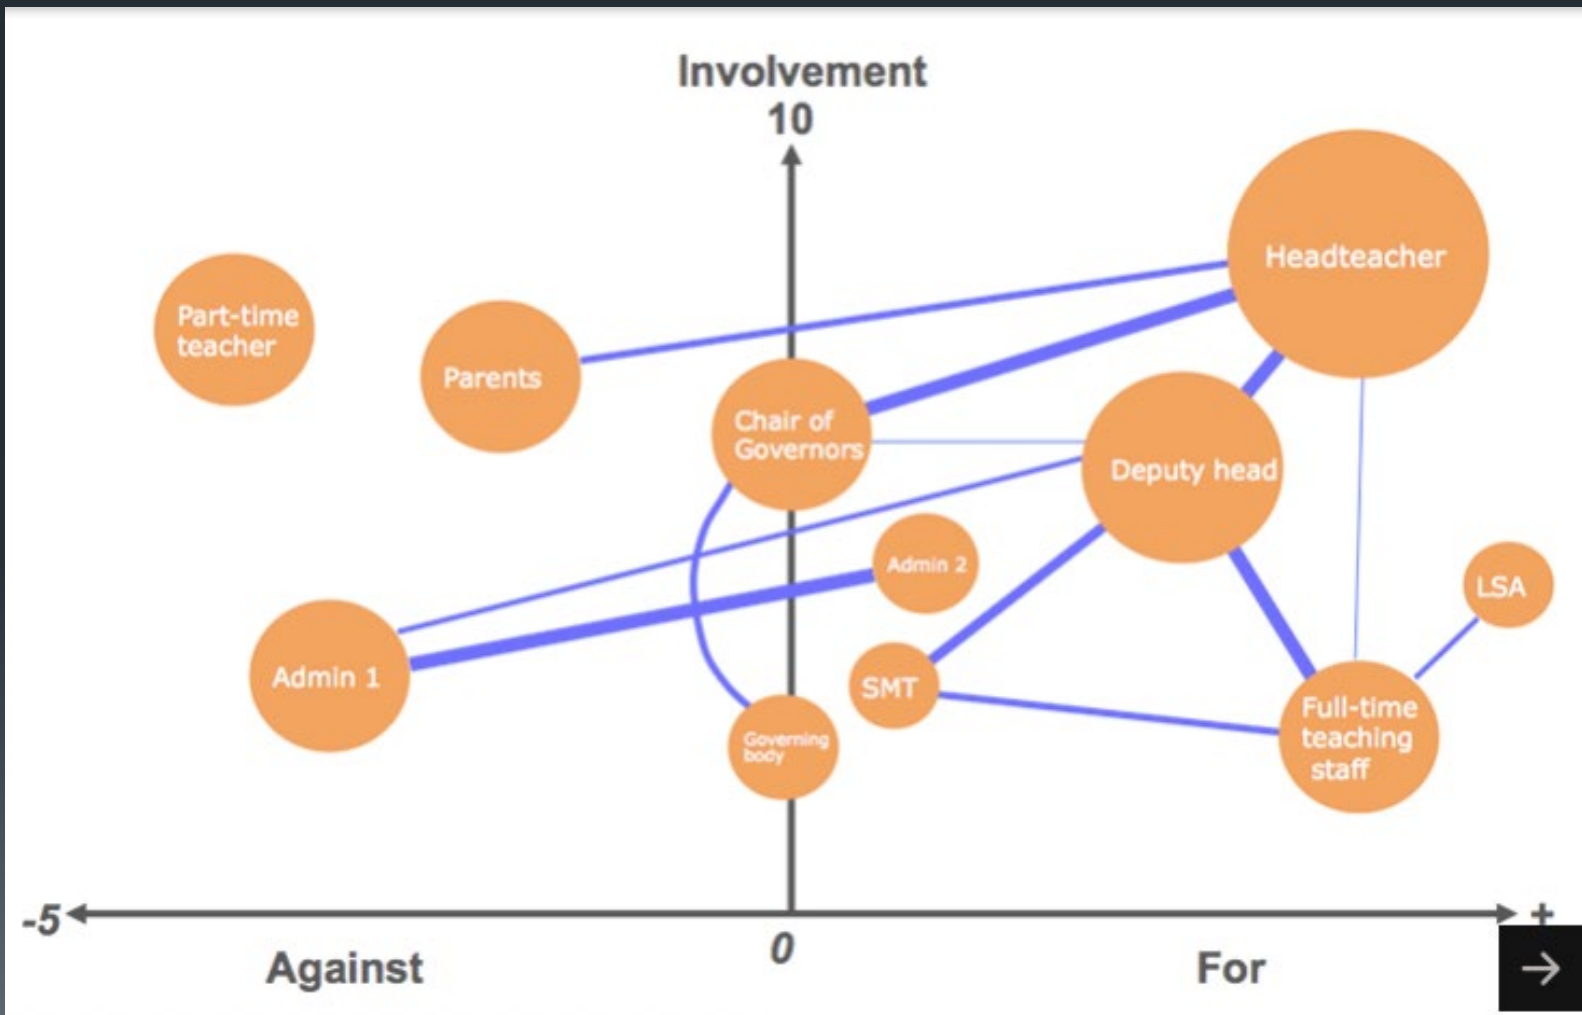 Involvement
10
Headteacher
Part-time
teacher
Parents
Chair of
Governors
Deputy head
Admin 2
LSA
Admin 1
SMT
Full-time
teaching
staff
Governing
body
-5
+
0
Against
For